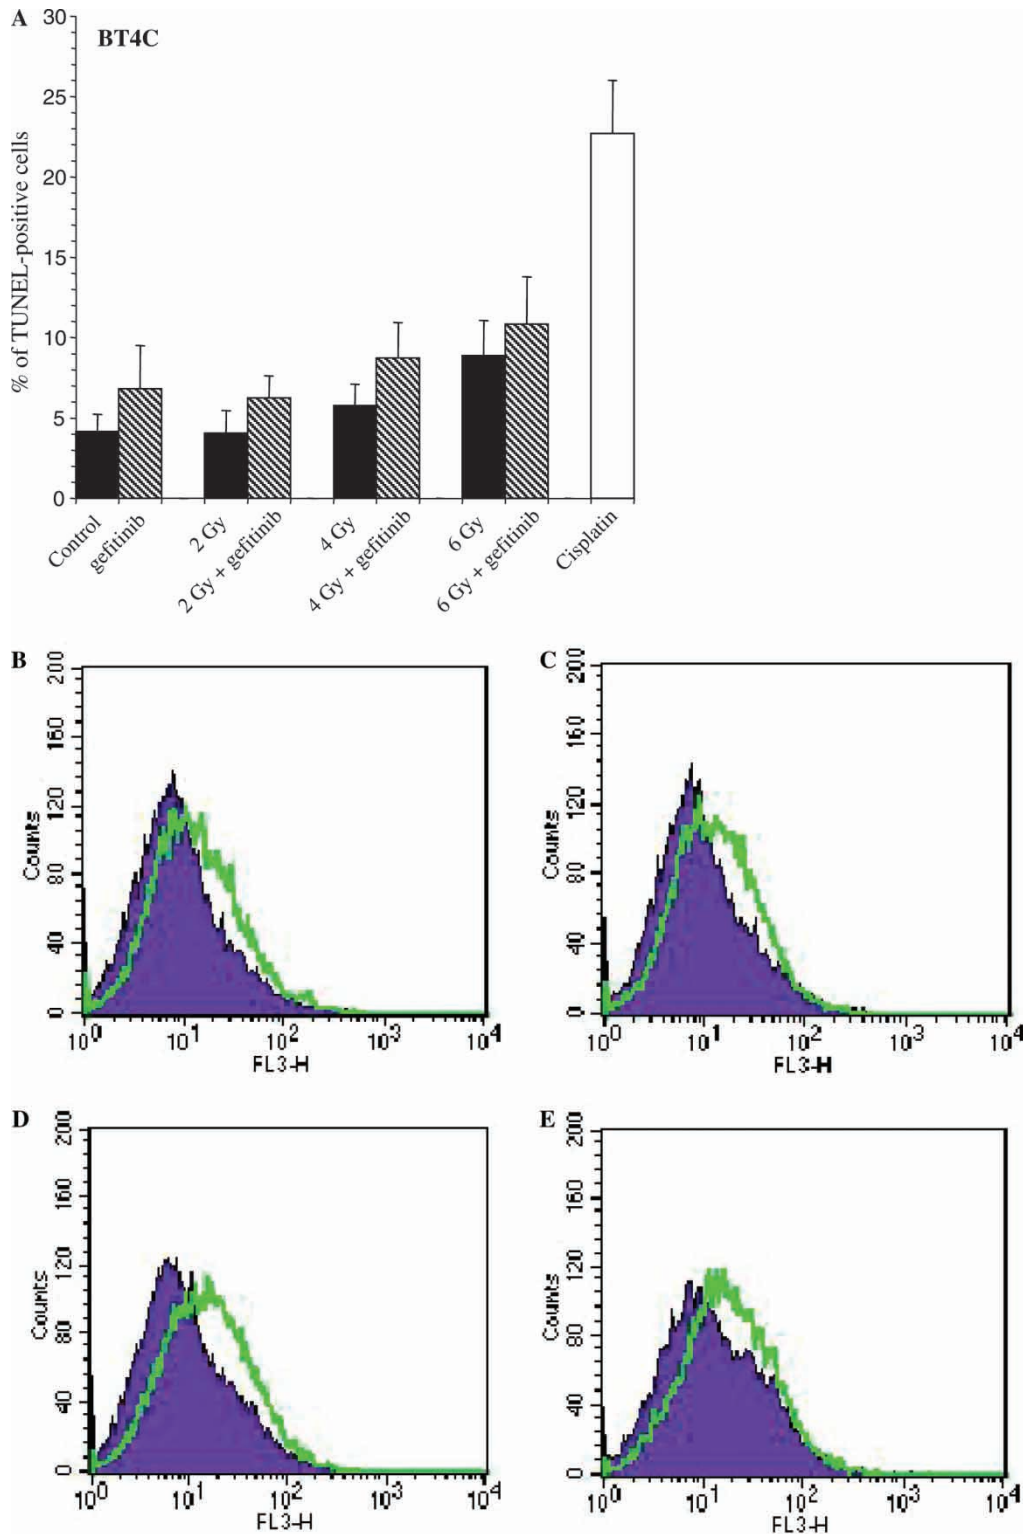 A
BT4C
% of TUNEL-positive cells
30
25
20
15
10
5
0
Control
gefitinib
2 Gy
2 Gy + gefitinib
4 Gy
4 Gy + gefitinib
6 Gy
6 Gy + gefitinib
Cisplatin
B
Counts
200
160
120
80
40
0
10^0 10^1 10^2 10^3 10^4
FL3-H
C
Counts
200
160
120
80
40
0
10^0 10^1 10^2 10^3 10^4
FL3-H
D
Counts
200
160
120
80
40
0
10^0 10^1 10^2 10^3 10^4
FL3-H
E
Counts
200
160
120
80
40
0
10^0 10^1 10^2 10^3 10^4
FL3-H